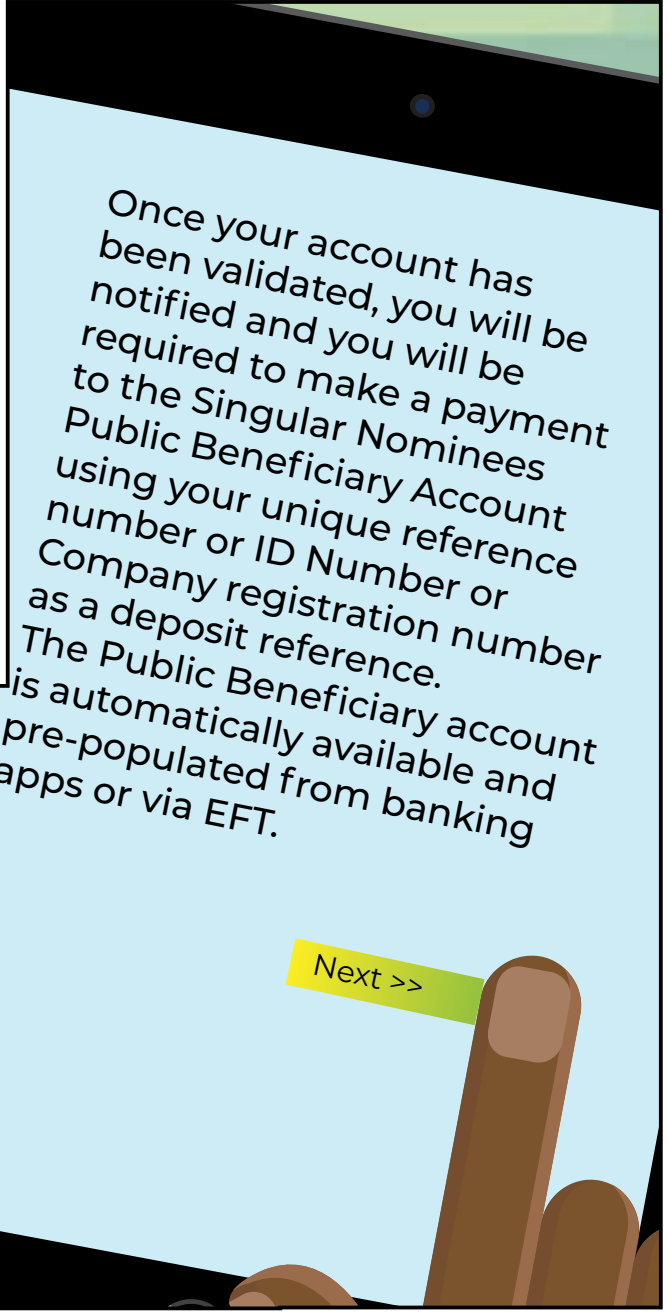 Once your account has
been validated, you will be
notified and you will be
required to make a payment
to the Singular Nominees
Public Beneficiary Account
using your unique reference
number or ID Number or
Company registration number
as a deposit reference.
The Public Beneficiary account
is automatically available and
pre-populated from banking
apps or via EFT.
Next >>